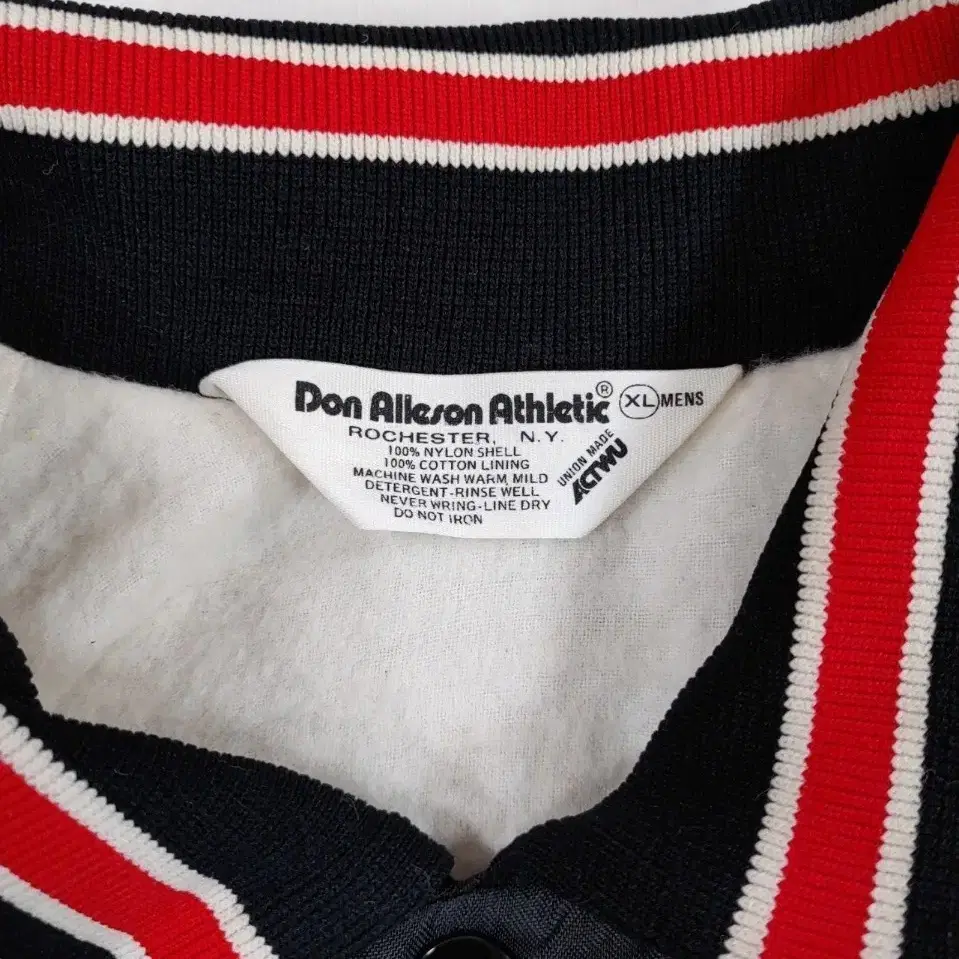 Don Alleson Athletic® XL MENS
ROCHESTER, N.Y.
100% NYLON SHELL
100% COTTON LINING
MACHINE WASH WARM, MILD
DETERGENT-RINSE WELL
NEVER WRING-LINE DRY
DO NOT IRON
UNION MADE
ACTWU